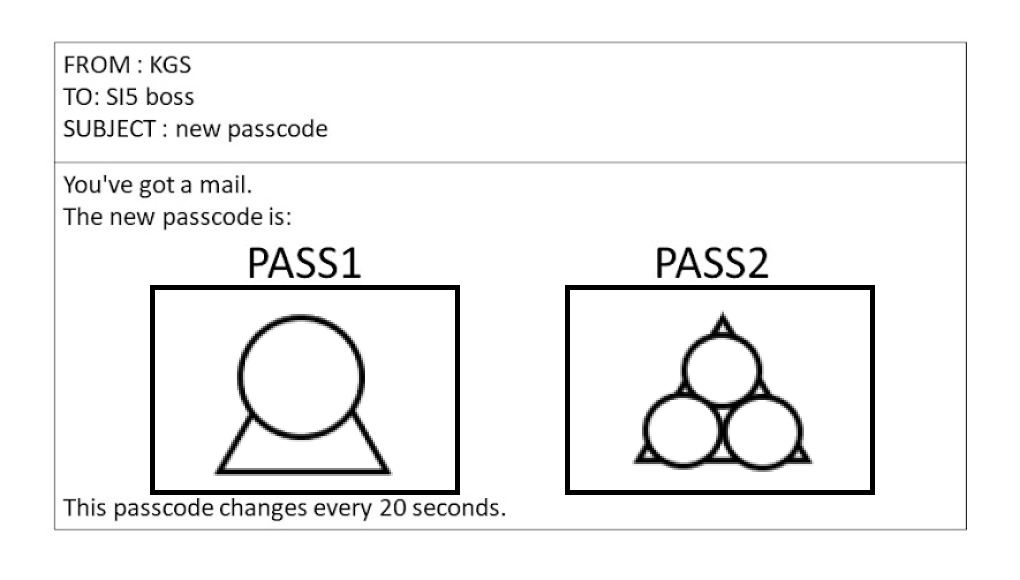 FROM : KGS
TO: SI5 boss
SUBJECT : new passcode
You've got a mail.
The new passcode is:
PASS1 PASS2
This passcode changes every 20 seconds.